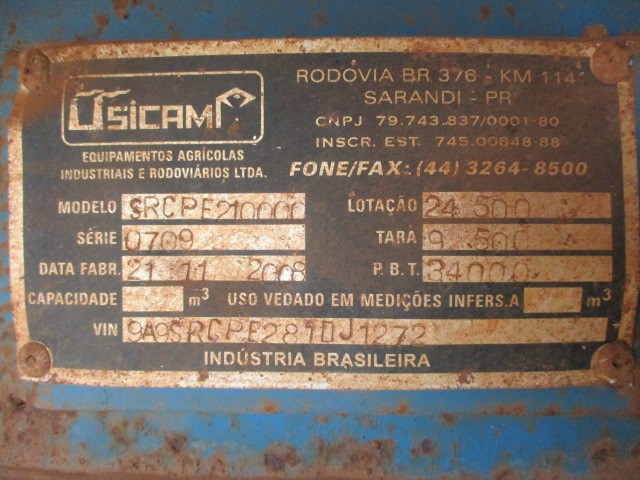 USICAMP
EQUIPAMENTOS AGRÍCOLAS
INDUSTRIAIS E RODOVIÁRIOS LTDA.
RODOVIA BR 376 - KM 114
SARANDI - PR
CNPJ 79.743.837/0001-80
INSCR. EST. 745.00848-88
FONE/FAX: (44) 3264-8500
MODELO SRCPE210000 LOTAÇÃO 24 500
SÉRIE 0709 TARA 9 500
DATA FABR. 21 11 2008 P.B.T. 34000
CAPACIDADE m³ USO VEDADO EM MEDIÇÕES INFERS.A m³
VIN 9A9SRCPE281DJ1272
INDÚSTRIA BRASILEIRA